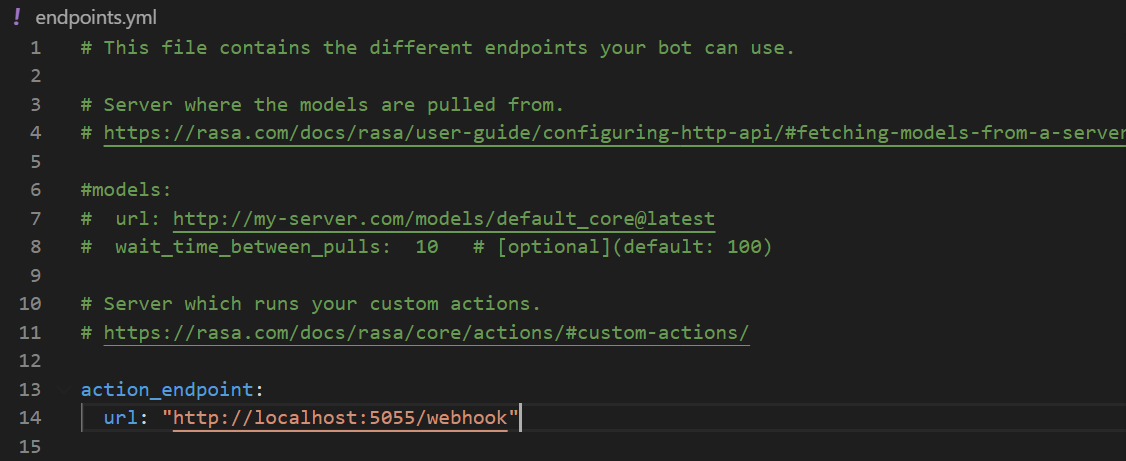 ! endpoints.yml
1 # This file contains the different endpoints your bot can use.
2
3 # Server where the models are pulled from.
4 # https://rasa.com/docs/rasa/user-guide/configuring-http-api/#fetching-models-from-a-server
5
6 #models:
7 #  url: http://my-server.com/models/default_core@latest
8 #  wait_time_between_pulls:  10   # [optional](default: 100)
9
10 # Server which runs your custom actions.
11 # https://rasa.com/docs/rasa/core/actions/#custom-actions/
12
13 action_endpoint:
14   url: "http://localhost:5055/webhook"
15